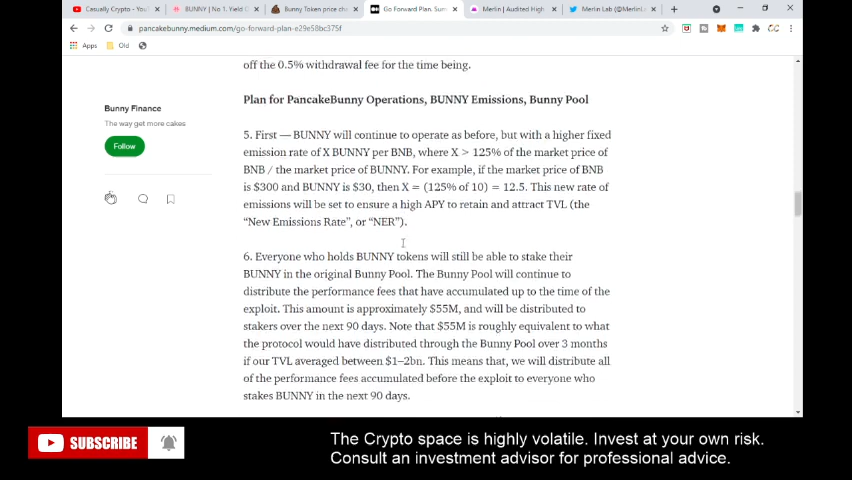 Casually Crypto - You
BUNNY | No 1. Yield O
Bunny Token price cha
Go Forward Plan. Sum
Merlin | Audited High
Merlin Lab (@MerlinL
pancakebunny.medium.com/go-forward-plan-e29e58bc375f
Apps
Old
off the 0.5% withdrawal fee for the time being.
Bunny Finance
The way get more cakes
Follow
Plan for PancakeBunny Operations, BUNNY Emissions, Bunny Pool
5. First — BUNNY will continue to operate as before, but with a higher fixed
emission rate of X BUNNY per BNB, where X > 125% of the market price of
BNB / the market price of BUNNY. For example, if the market price of BNB
is $300 and BUNNY is $30, then X = (125% of 10) = 12.5. This new rate of
emissions will be set to ensure a high APY to retain and attract TVL (the
“New Emissions Rate”, or “NER”).
6. Everyone who holds BUNNY tokens will still be able to stake their
BUNNY in the original Bunny Pool. The Bunny Pool will continue to
distribute the performance fees that have accumulated up to the time of the
exploit. This amount is approximately $55M, and will be distributed to
stakers over the next 90 days. Note that $55M is roughly equivalent to what
the protocol would have distributed through the Bunny Pool over 3 months
if our TVL averaged between $1–2bn. This means that, we will distribute all
of the performance fees accumulated before the exploit to everyone who
stakes BUNNY in the next 90 days.
SUBSCRIBE
The Crypto space is highly volatile. Invest at your own risk.
Consult an investment advisor for professional advice.